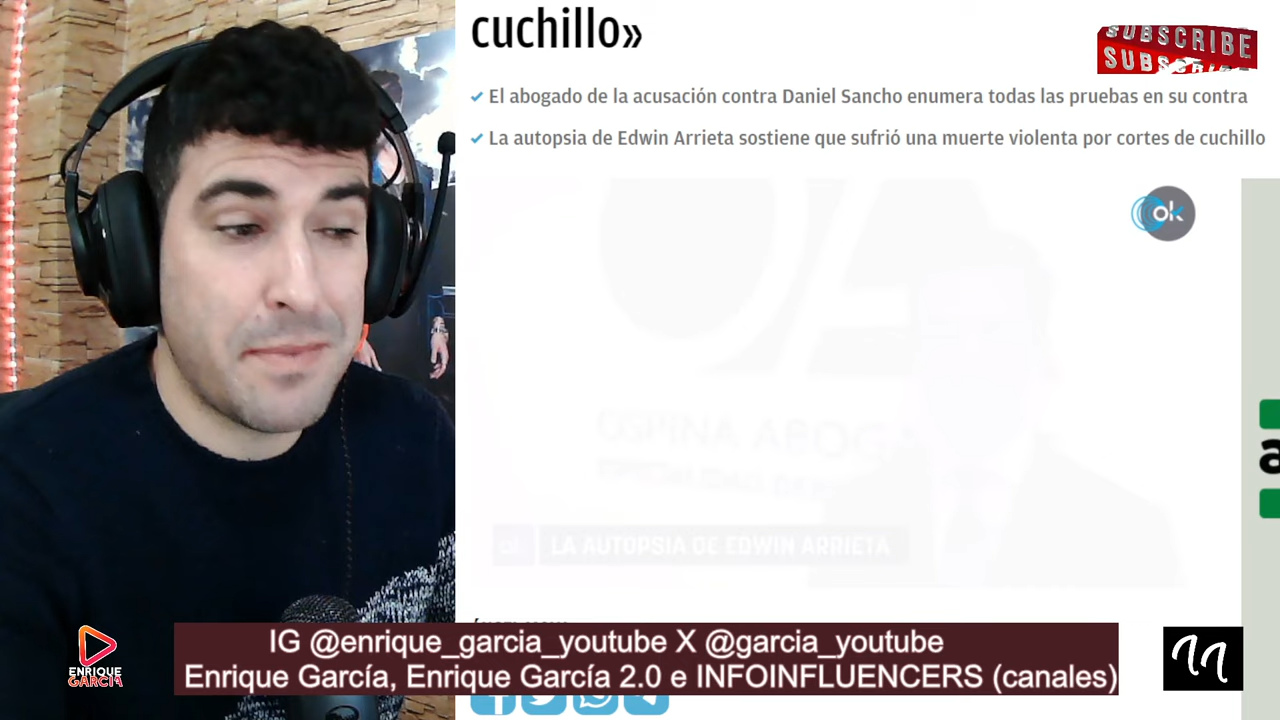 cuchillo»
SUBSCRIBE
SUBSCRIBE
El abogado de la acusación contra Daniel Sancho enumera todas las pruebas en su contra
La autopsia de Edwin Arrieta sostiene que sufrió una muerte violenta por cortes de cuchillo
ok
OSPINA ABOG
LA AUTOPSIA DE EDWIN ARRIETA
a
IG @enrique_garcia_youtube X @garcia_youtube
Enrique García, Enrique García 2.0 e INFOINFLUENCERS (canales)
ENRIQUE
GARCÍA